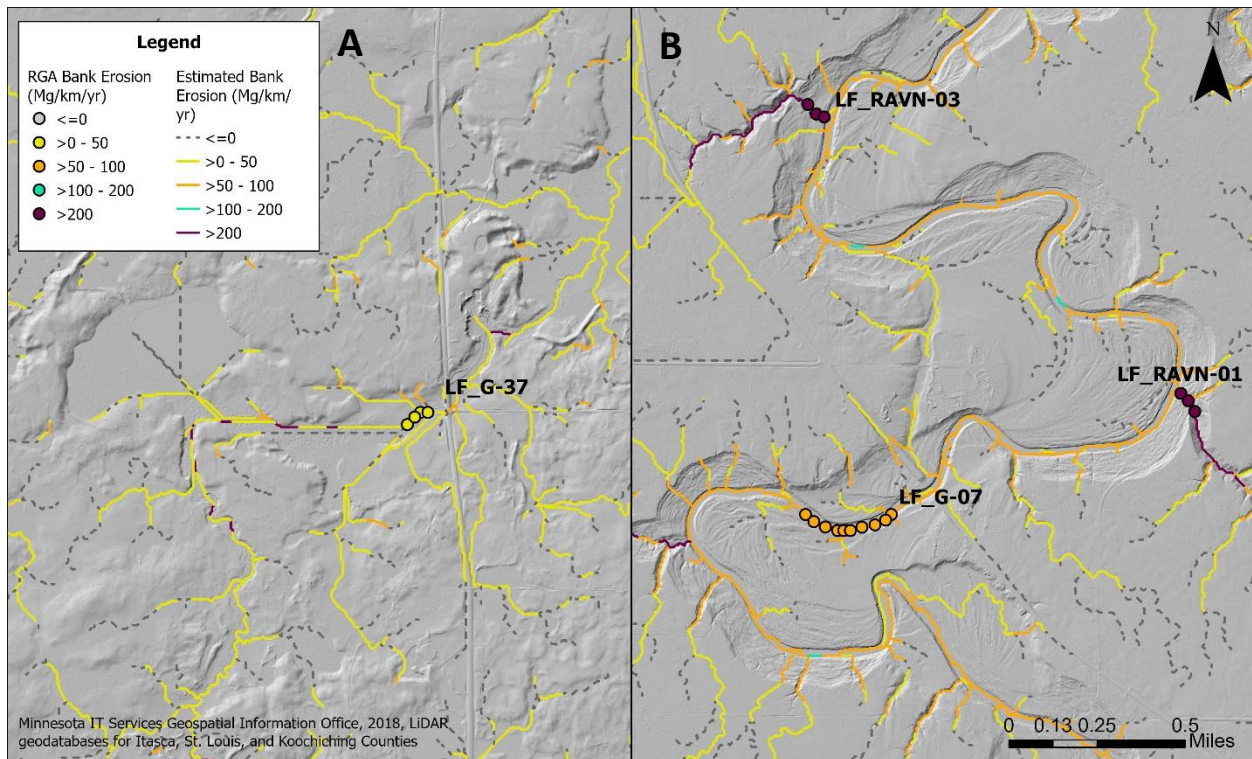 Legend
RGA Bank Erosion
(Mg/km/yr)
<=0
>0 - 50
>50 - 100
>100 - 200
>200
Estimated Bank
Erosion (Mg/km/
yr)
<=0
>0 - 50
>50 - 100
>100 - 200
>200
A
LF_G-37
Minnesota IT Services Geospatial Information Office, 2018, LiDAR
geodatabases for Itasca, St. Louis, and Koochiching Counties
B
N
LF_RAVN-03
LF_RAVN-01
LF_G-07
0 0.13 0.25 0.5
Miles